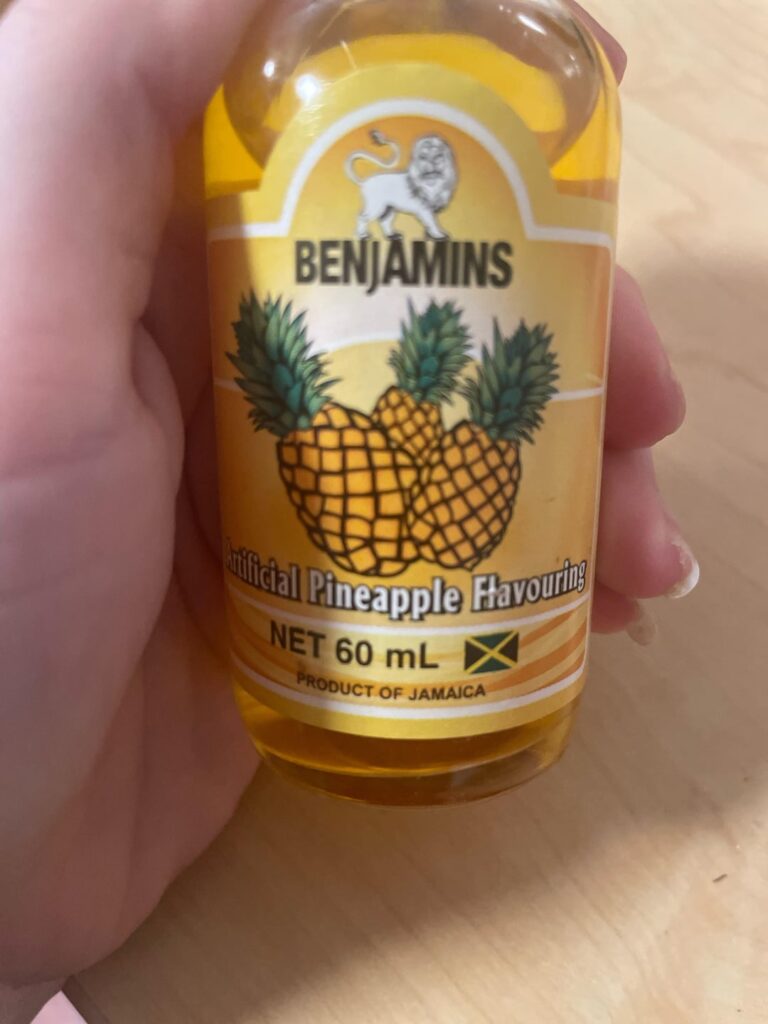 BENJAMINS
Artificial Pineapple Flavouring
NET 60 mL
PRODUCT OF JAMAICA